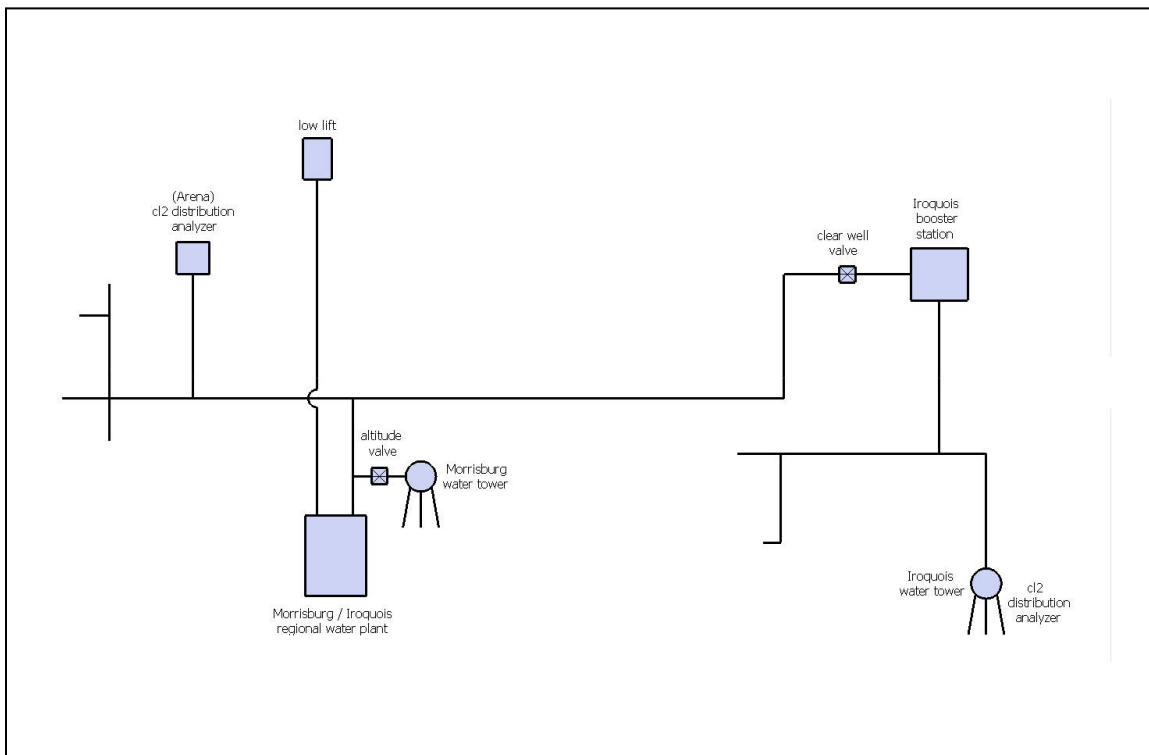 low lift
(Arena)
cl2 distribution
analyzer
Iroquois
booster
station
clear well
valve
altitude
valve
Morrisburg
water tower
Morrisburg / Iroquois
regional water plant
Iroquois
water tower
cl2
distribution
analyzer